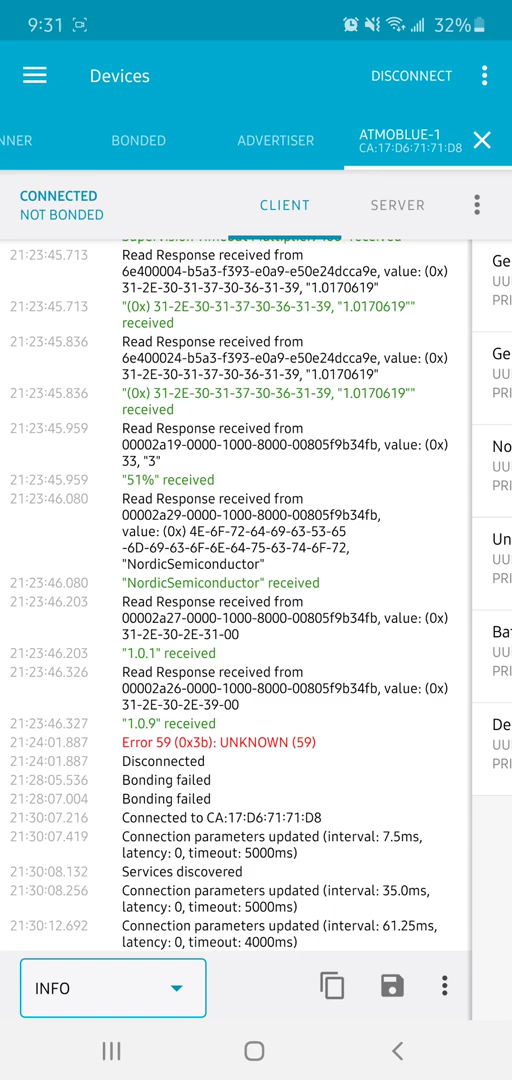 9:31
32%
Devices
DISCONNECT
NNER
BONDED
ADVERTISER
ATMOBLUE-1
CA:17:D6:71:71:D8
CONNECTED
NOT BONDED
CLIENT
SERVER
21:23:45.713
Read Response received from
6e400004-b5a3-f393-e0a9-e50e24dcca9e, value: (0x)
31-2E-30-31-37-30-36-31-39, "1.0170619"
21:23:45.713
"(0x) 31-2E-30-31-37-30-36-31-39, "1.0170619""
received
21:23:45.836
Read Response received from
6e400024-b5a3-f393-e0a9-e50e24dcca9e, value: (0x)
31-2E-30-31-37-30-36-31-39, "1.0170619"
21:23:45.836
"(0x) 31-2E-30-31-37-30-36-31-39, "1.0170619""
received
21:23:45.959
Read Response received from
00002a19-0000-1000-8000-00805f9b34fb, value: (0x)
33, "3"
21:23:45.959
"51%" received
21:23:46.080
Read Response received from
00002a29-0000-1000-8000-00805f9b34fb,
value: (0x) 4E-6F-72-64-69-63-53-65
-6D-69-63-6F-6E-64-75-63-74-6F-72,
"NordicSemiconductor"
21:23:46.080
"NordicSemiconductor" received
21:23:46.203
Read Response received from
00002a27-0000-1000-8000-00805f9b34fb, value: (0x)
31-2E-30-2E-31-00
21:23:46.203
"1.0.1" received
21:23:46.326
Read Response received from
00002a26-0000-1000-8000-00805f9b34fb, value: (0x)
31-2E-30-2E-39-00
21:23:46.327
"1.0.9" received
21:24:01.887
Error 59 (0x3b): UNKNOWN (59)
21:24:01.887
Disconnected
21:28:05.536
Bonding failed
21:28:07.004
Bonding failed
21:30:07.216
Connected to CA:17:D6:71:71:D8
21:30:07.419
Connection parameters updated (interval: 7.5ms,
latency: 0, timeout: 5000ms)
21:30:08.132
Services discovered
21:30:08.256
Connection parameters updated (interval: 35.0ms,
latency: 0, timeout: 5000ms)
21:30:12.692
Connection parameters updated (interval: 61.25ms,
latency: 0, timeout: 4000ms)
Ge
UU
PRI
Ge
UU
PRI
No
UU
PRI
Un
UU
PRI
Ba
UU
PRI
De
UU
PRI
INFO